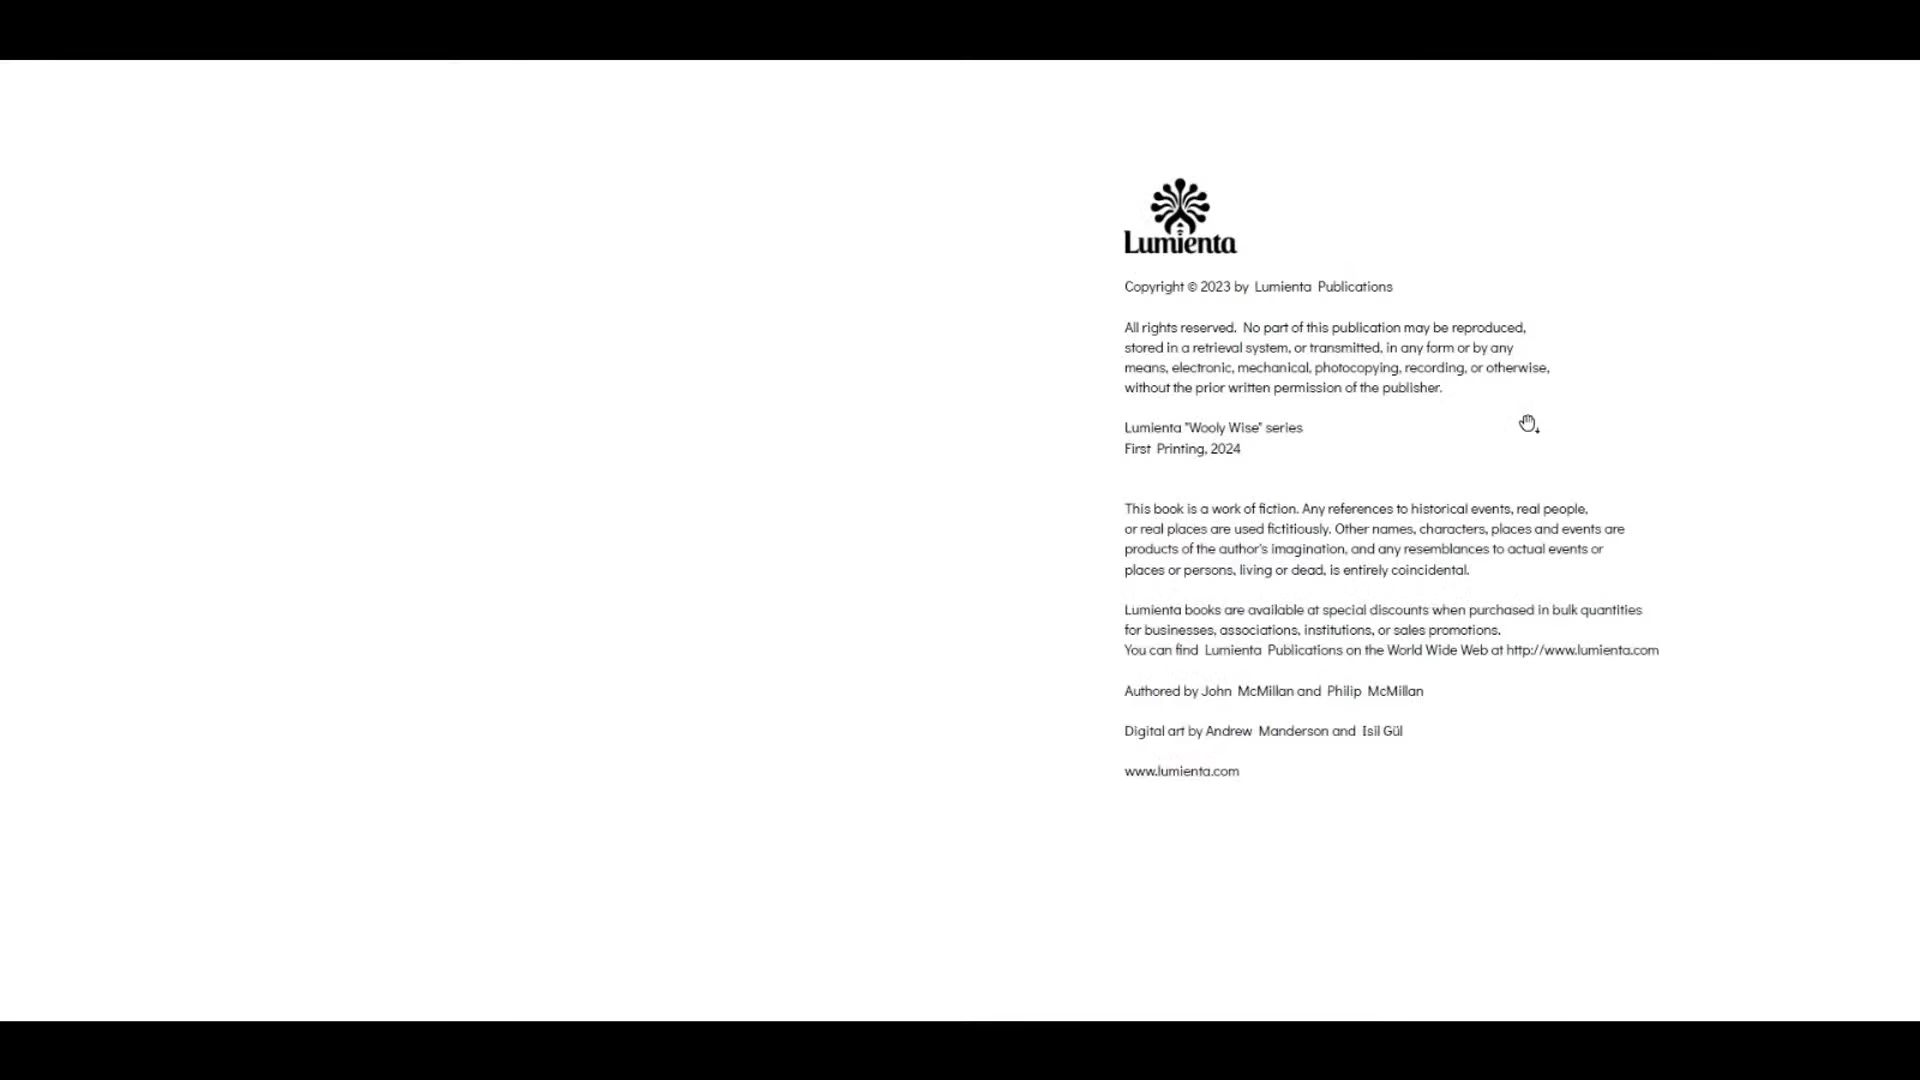 Lumienta
Copyright © 2023 by Lumienta Publications
All rights reserved. No part of this publication may be reproduced,
stored in a retrieval system, or transmitted, in any form or by any
means, electronic, mechanical, photocopying, recording, or otherwise,
without the prior written permission of the publisher.
Lumienta "Wooly Wise" series
First Printing, 2024
This book is a work of fiction. Any references to historical events, real people,
or real places are used fictitiously. Other names, characters, places and events are
products of the author's imagination, and any resemblances to actual events or
places or persons, living or dead, is entirely coincidental.
Lumienta books are available at special discounts when purchased in bulk quantities
for businesses, associations, institutions, or sales promotions.
You can find Lumienta Publications on the World Wide Web at http://www.lumienta.com
Authored by John McMillan and Philip McMillan
Digital art by Andrew Manderson and Isil Gül
www.lumienta.com